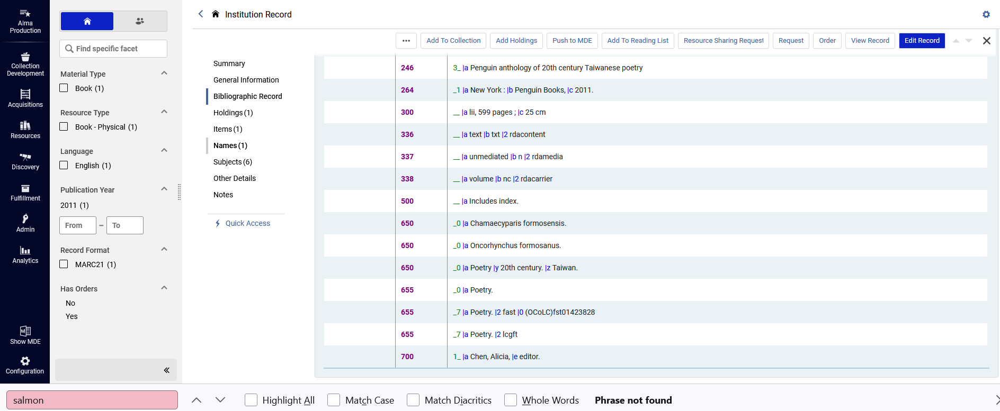 Alma
Production
Collection
Development
Acquisitions
Resources
Discovery
Fulfillment
Admin
Analytics
Show MDE
Configuration
Find specific facet
Material Type
Book (1)
Resource Type
Book - Physical (1)
Language
English (1)
Publication Year
2011 (1)
From – To
Record Format
MARC21 (1)
Has Orders
No
Yes
Institution Record
... Add To Collection Add Holdings Push to MDE Add To Reading List Resource Sharing Request Request Order View Record Edit Record
Summary
General Information
Bibliographic Record
Holdings (1)
Items (1)
Names (1)
Subjects (6)
Other Details
Notes
Quick Access
246 3_ |a Penguin anthology of 20th century Taiwanese poetry
264 _1 |a New York : |b Penguin Books, |c 2011.
300 __ |a lii, 599 pages ; |c 25 cm
336 __ |a text |b txt |2 rdacontent
337 __ |a unmediated |b n |2 rdamedia
338 __ |a volume |b nc |2 rdacarrier
500 __ |a Includes index.
650 _0 |a Chamaecyparis formosensis.
650 _0 |a Oncorhynchus formosanus.
650 _0 |a Poetry |y 20th century. |z Taiwan.
655 _0 |a Poetry.
655 _7 |a Poetry. |2 fast |0 (OCoLC)fst01423828
655 _7 |a Poetry. |2 lcgft
700 1_ |a Chen, Alicia, |e editor.
salmon Highlight All Match Case Match Diacritics Whole Words Phrase not found